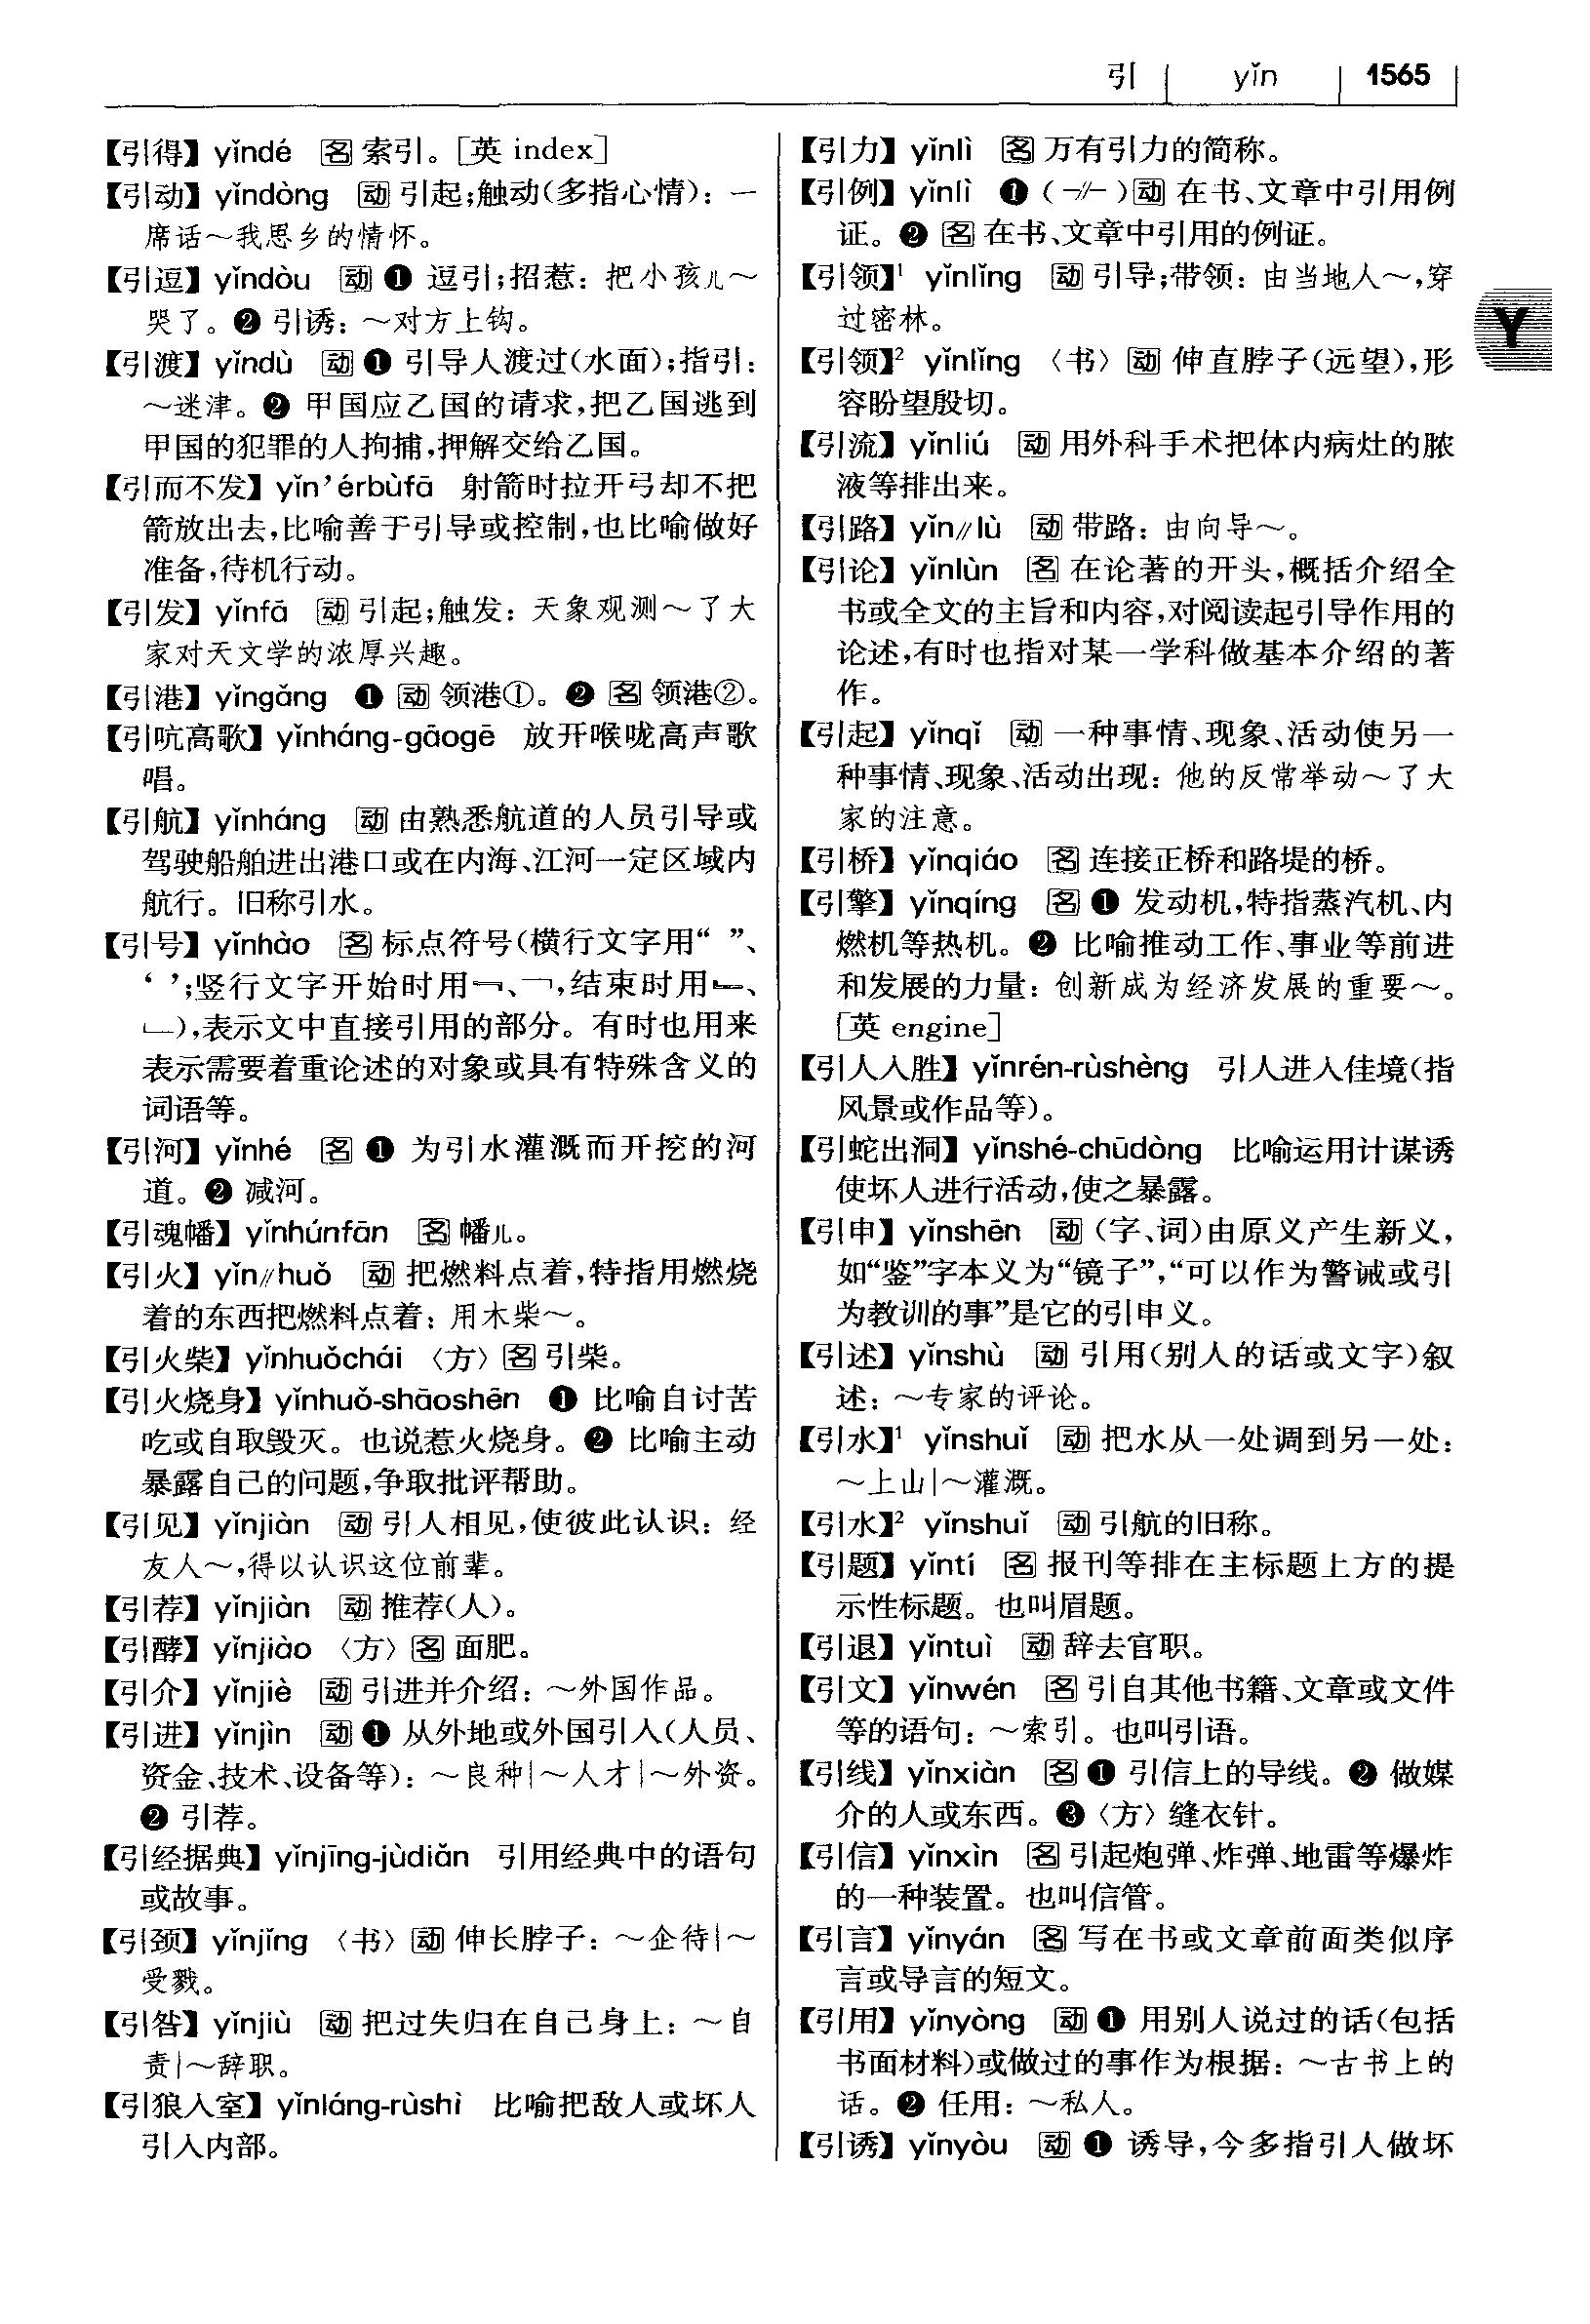 引 yǐn 1565
【引得】 yǐndé 名 索引。[英 index]
【引动】 yǐndòng 动 引起;触动(多指心情):一
席话～我思乡的情怀。
【引逗】 yǐndòu 动 ❶ 逗引;招惹:把小孩儿～
哭了。❷ 引诱:～对方上钩。
【引渡】 yǐndù 动 ❶ 引导人渡过(水面);指引:
～迷津。❷ 甲国应乙国的请求,把乙国逃到
甲国的犯罪的人拘捕,押解交给乙国。
【引而不发】 yǐn’érbùfā 射箭时拉开弓却不把
箭放出去,比喻善于引导或控制,也比喻做好
准备,待机行动。
【引发】 yǐnfā 动 引起;触发:天象观测～了大
家对天文学的浓厚兴趣。
【引港】 yǐngǎng ❶ 动 领港①。❷ 名 领港②。
【引吭高歌】 yǐnháng-gāogē 放开喉咙高声歌
唱。
【引航】 yǐnháng 动 由熟悉航道的人员引导或
驾驶船舶进出港口或在内海、江河一定区域内
航行。旧称引水。
【引号】 yǐnhào 名 标点符号(横行文字用“ ”、
‘ ’;竖行文字开始时用﹃、﹁,结束时用﹄、
﹂),表示文中直接引用的部分。有时也用来
表示需要着重论述的对象或具有特殊含义的
词语等。
【引河】 yǐnhé 名 ❶ 为引水灌溉而开挖的河
道。❷ 减河。
【引魂幡】 yǐnhúnfān 名 幡儿。
【引火】 yǐn∥huǒ 动 把燃料点着,特指用燃烧
着的东西把燃料点着:用木柴～。
【引火柴】 yǐnhuǒchái 〈方〉 名 引柴。
【引火烧身】 yǐnhuǒ-shāoshēn ❶ 比喻自讨苦
吃或自取毁灭。也说惹火烧身。❷ 比喻主动
暴露自己的问题,争取批评帮助。
【引见】 yǐnjiàn 动 引人相见,使彼此认识:经
友人～,得以认识这位前辈。
【引荐】 yǐnjiàn 动 推荐(人)。
【引酵】 yǐnjiào 〈方〉 名 面肥。
【引介】 yǐnjiè 动 引进并介绍:～外国作品。
【引进】 yǐnjìn 动 ❶ 从外地或外国引入(人员、
资金、技术、设备等):～良种|～人才|～外资。
❷ 引荐。
【引经据典】 yǐnjīng-jùdiǎn 引用经典中的语句
或故事。
【引颈】 yǐnjǐng 〈书〉 动 伸长脖子:～企待|～
受戮。
【引咎】 yǐnjiù 动 把过失归在自己身上:～自
责|～辞职。
【引狼入室】 yǐnláng-rùshì 比喻把敌人或坏人
引入内部。
【引力】 yǐnlì 名 万有引力的简称。
【引例】 yǐnlì ❶ (-∥-) 动 在书、文章中引用例
证。❷ 名 在书、文章中引用的例证。
【引领】¹ yǐnlǐng 动 引导;带领:由当地人～,穿
过密林。
Y
【引领】² yǐnlǐng 〈书〉 动 伸直脖子(远望),形
容盼望殷切。
【引流】 yǐnliú 动 用外科手术把体内病灶的脓
液等排出来。
【引路】 yǐn∥lù 动 带路:由向导～。
【引论】 yǐnlùn 名 在论著的开头,概括介绍全
书或全文的主旨和内容,对阅读起引导作用的
论述,有时也指对某一学科做基本介绍的著
作。
【引起】 yǐnqǐ 动 一种事情、现象、活动使另一
种事情、现象、活动出现:他的反常举动～了大
家的注意。
【引桥】 yǐnqiáo 名 连接正桥和路堤的桥。
【引擎】 yǐnqíng 名 ❶ 发动机,特指蒸汽机、内
燃机等热机。❷ 比喻推动工作、事业等前进
和发展的力量:创新成为经济发展的重要～。
[英 engine]
【引人入胜】 yǐnrén-rùshèng 引人进入佳境(指
风景或作品等)。
【引蛇出洞】 yǐnshé-chūdòng 比喻运用计谋诱
使坏人进行活动,使之暴露。
【引申】 yǐnshēn 动 (字、词)由原义产生新义,
如“鉴”字本义为“镜子”,“可以作为警诫或引
为教训的事”是它的引申义。
【引述】 yǐnshù 动 引用(别人的话或文字)叙
述:～专家的评论。
【引水】¹ yǐnshuǐ 动 把水从一处调到另一处:
～上山|～灌溉。
【引水】² yǐnshuǐ 动 引航的旧称。
【引题】 yǐntí 名 报刊等排在主标题上方的提
示性标题。也叫眉题。
【引退】 yǐntuì 动 辞去官职。
【引文】 yǐnwén 名 引自其他书籍、文章或文件
等的语句:～索引。也叫引语。
【引线】 yǐnxiàn 名 ❶ 引信上的导线。❷ 做媒
介的人或东西。❸〈方〉缝衣针。
【引信】 yǐnxìn 名 引起炮弹、炸弹、地雷等爆炸
的一种装置。也叫信管。
【引言】 yǐnyán 名 写在书或文章前面类似序
言或导言的短文。
【引用】 yǐnyòng 动 ❶ 用别人说过的话(包括
书面材料)或做过的事作为根据:～古书上的
话。❷ 任用:～私人。
【引诱】 yǐnyòu 动 ❶ 诱导,今多指引人做坏